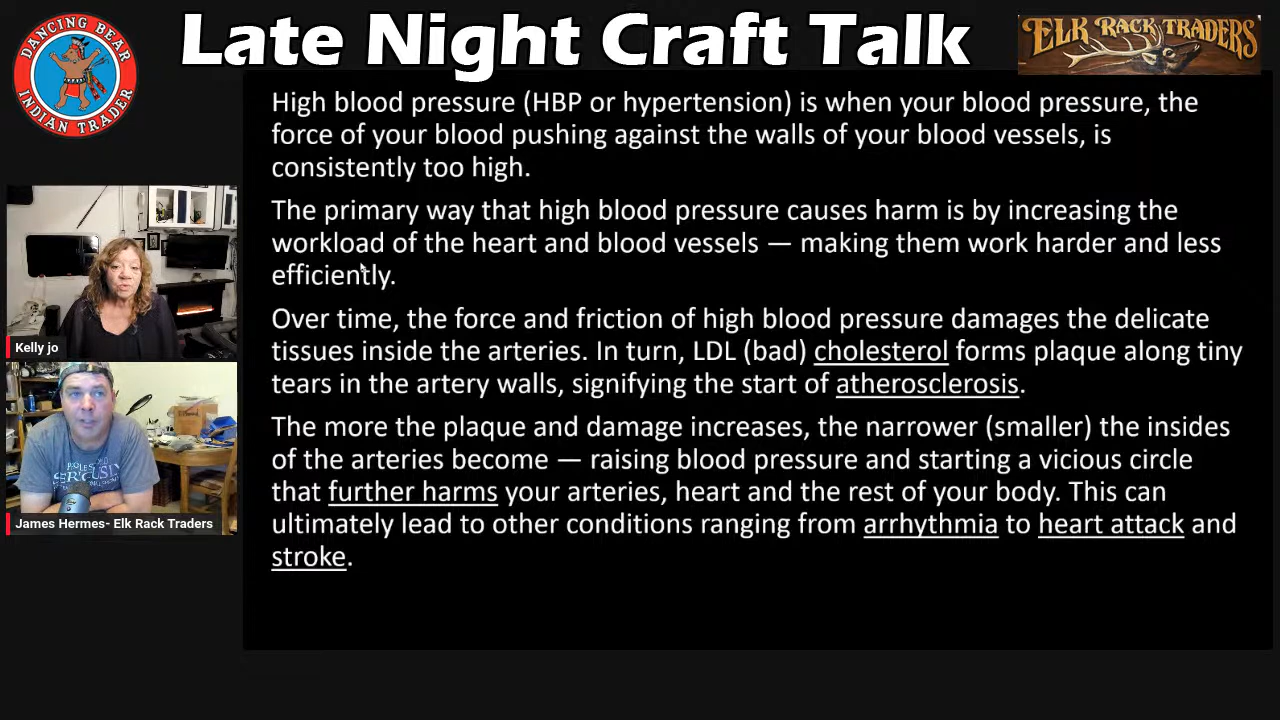 Late Night Craft Talk
DANCING BEAR
INDIAN TRADER
ELK RACK TRADERS
High blood pressure (HBP or hypertension) is when your blood pressure, the
force of your blood pushing against the walls of your blood vessels, is
consistently too high.
The primary way that high blood pressure causes harm is by increasing the
workload of the heart and blood vessels — making them work harder and less
efficiently.
Over time, the force and friction of high blood pressure damages the delicate
tissues inside the arteries. In turn, LDL (bad) cholesterol forms plaque along tiny
tears in the artery walls, signifying the start of atherosclerosis.
The more the plaque and damage increases, the narrower (smaller) the insides
of the arteries become — raising blood pressure and starting a vicious circle
that further harms your arteries, heart and the rest of your body. This can
ultimately lead to other conditions ranging from arrhythmia to heart attack and
stroke.
Kelly jo
James Hermes- Elk Rack Traders